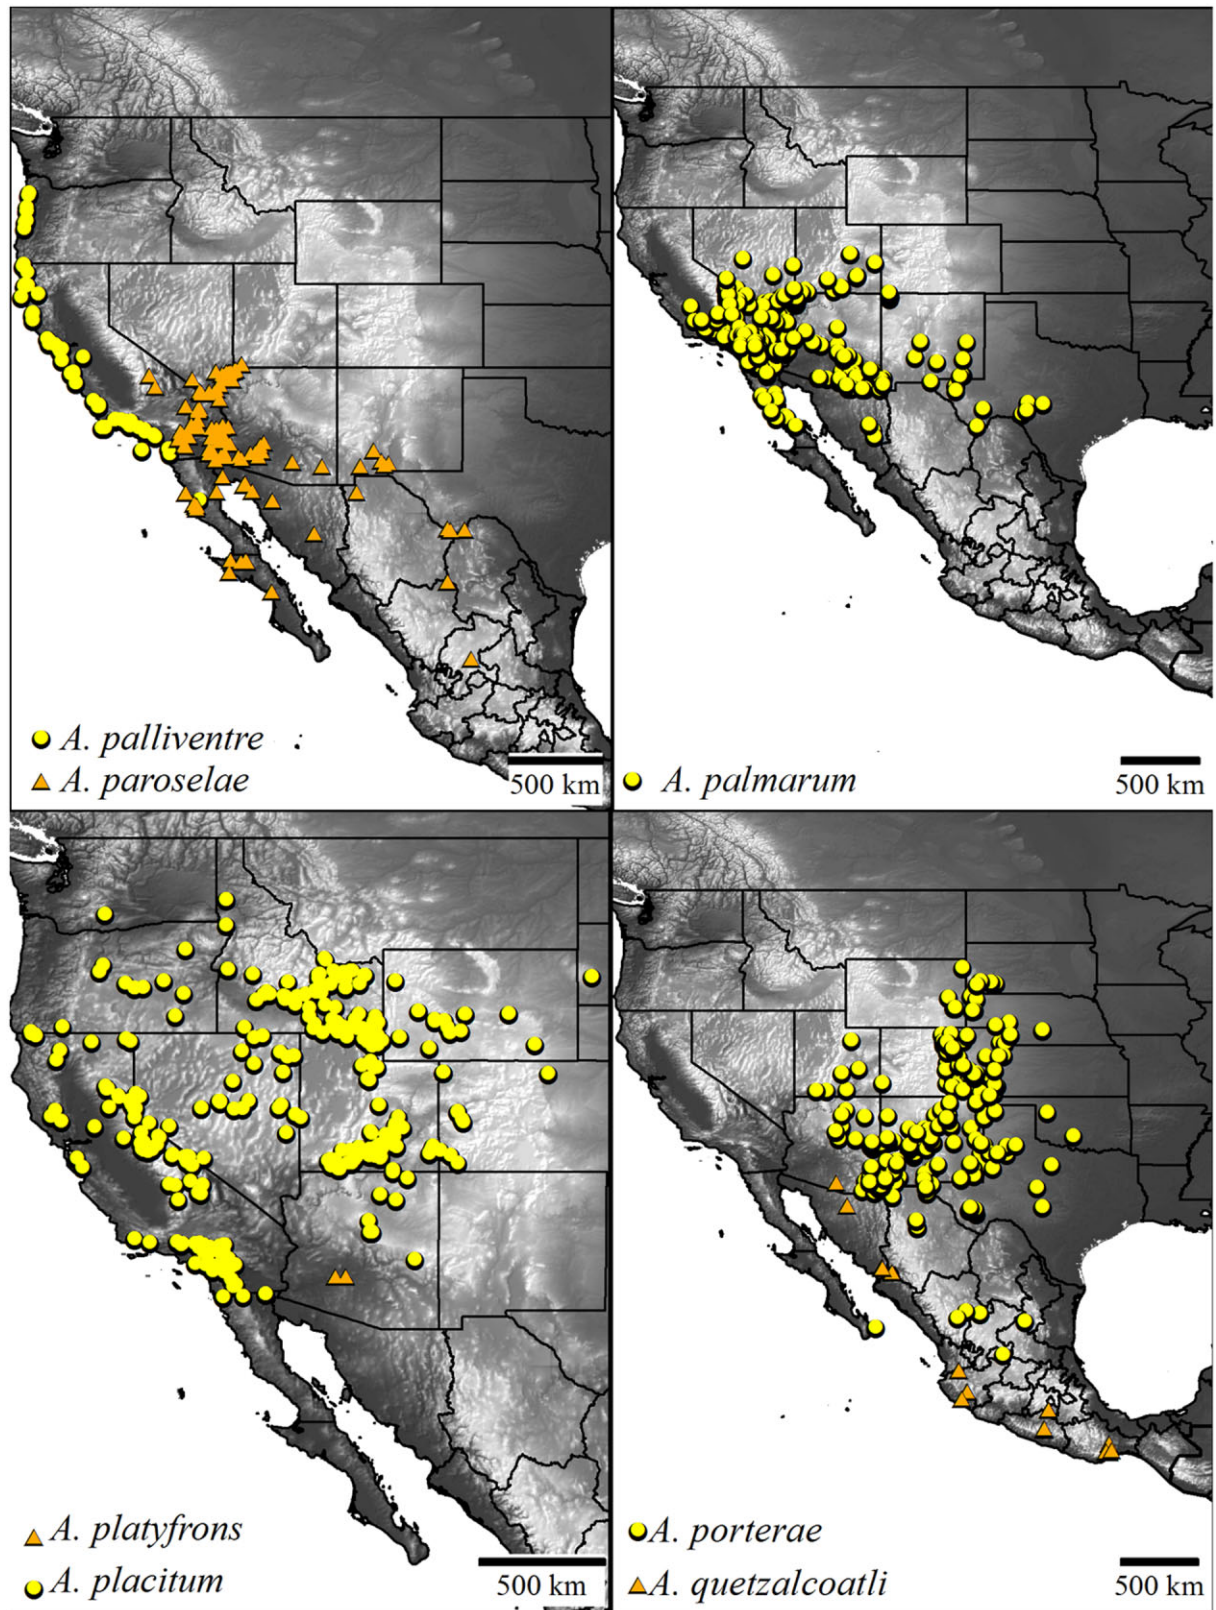 A. palliventre
A. paroselae
500 km
A. palmarum
500 km
A. platyfrons
A. placitum
500 km
A. porterae
A. quetzalcoatli
500 km